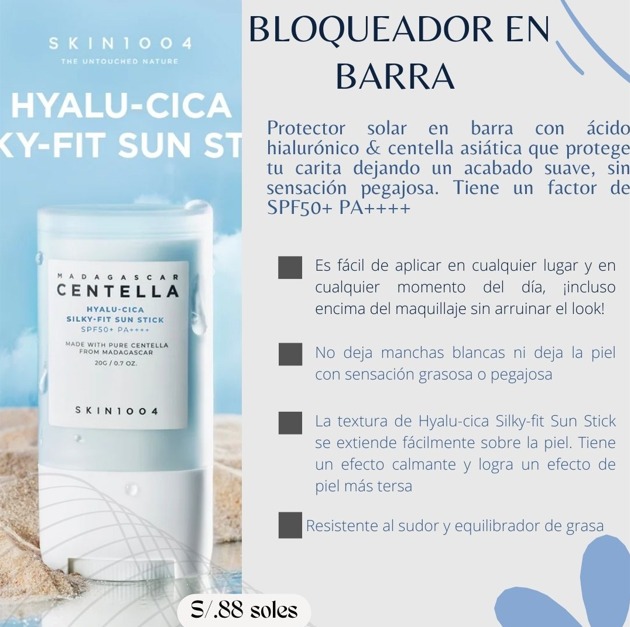 SKIN1004
THE UNTOUCHED NATURE
HYALU-CICA
KY-FIT SUN ST
MADAGASCAR
CENTELLA
HYALU-CICA
SILKY-FIT SUN STICK
SPF50+ PA++++
MADE WITH PURE CENTELLA
FROM MADAGASCAR
20G / 0.7 OZ.
SKIN1004
BLOQUEADOR EN
BARRA
Protector solar en barra con ácido
hialurónico & centella asiática que protege
tu carita dejando un acabado suave, sin
sensación pegajosa. Tiene un factor de
SPF50+ PA++++
Es fácil de aplicar en cualquier lugar y en
cualquier momento del día, ¡incluso
encima del maquillaje sin arruinar el look!
No deja manchas blancas ni deja la piel
con sensación grasosa o pegajosa
La textura de Hyalu-cica Silky-fit Sun Stick
se extiende fácilmente sobre la piel. Tiene
un efecto calmante y logra un efecto de
piel más tersa
Resistente al sudor y equilibrador de grasa
S/.88 soles